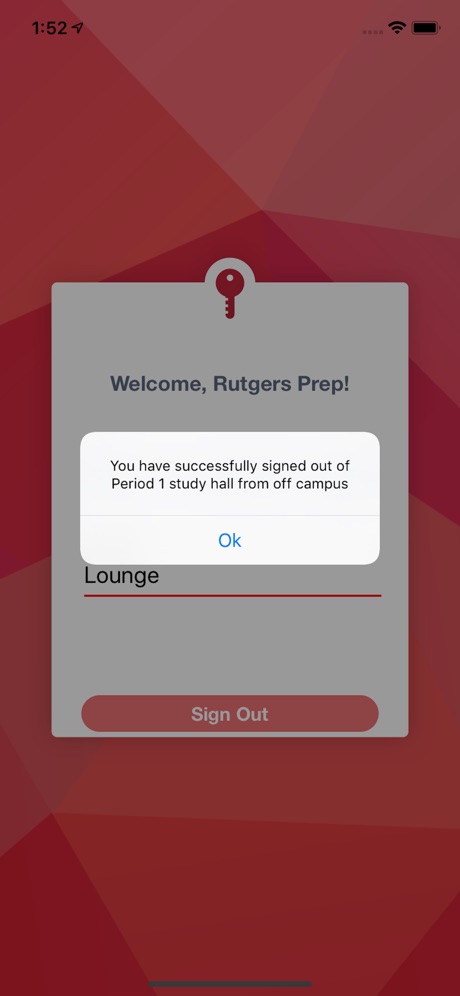 1:52
Welcome, Rutgers Prep!
You have successfully signed out of
Period 1 study hall from off campus
Ok
Lounge
Sign Out